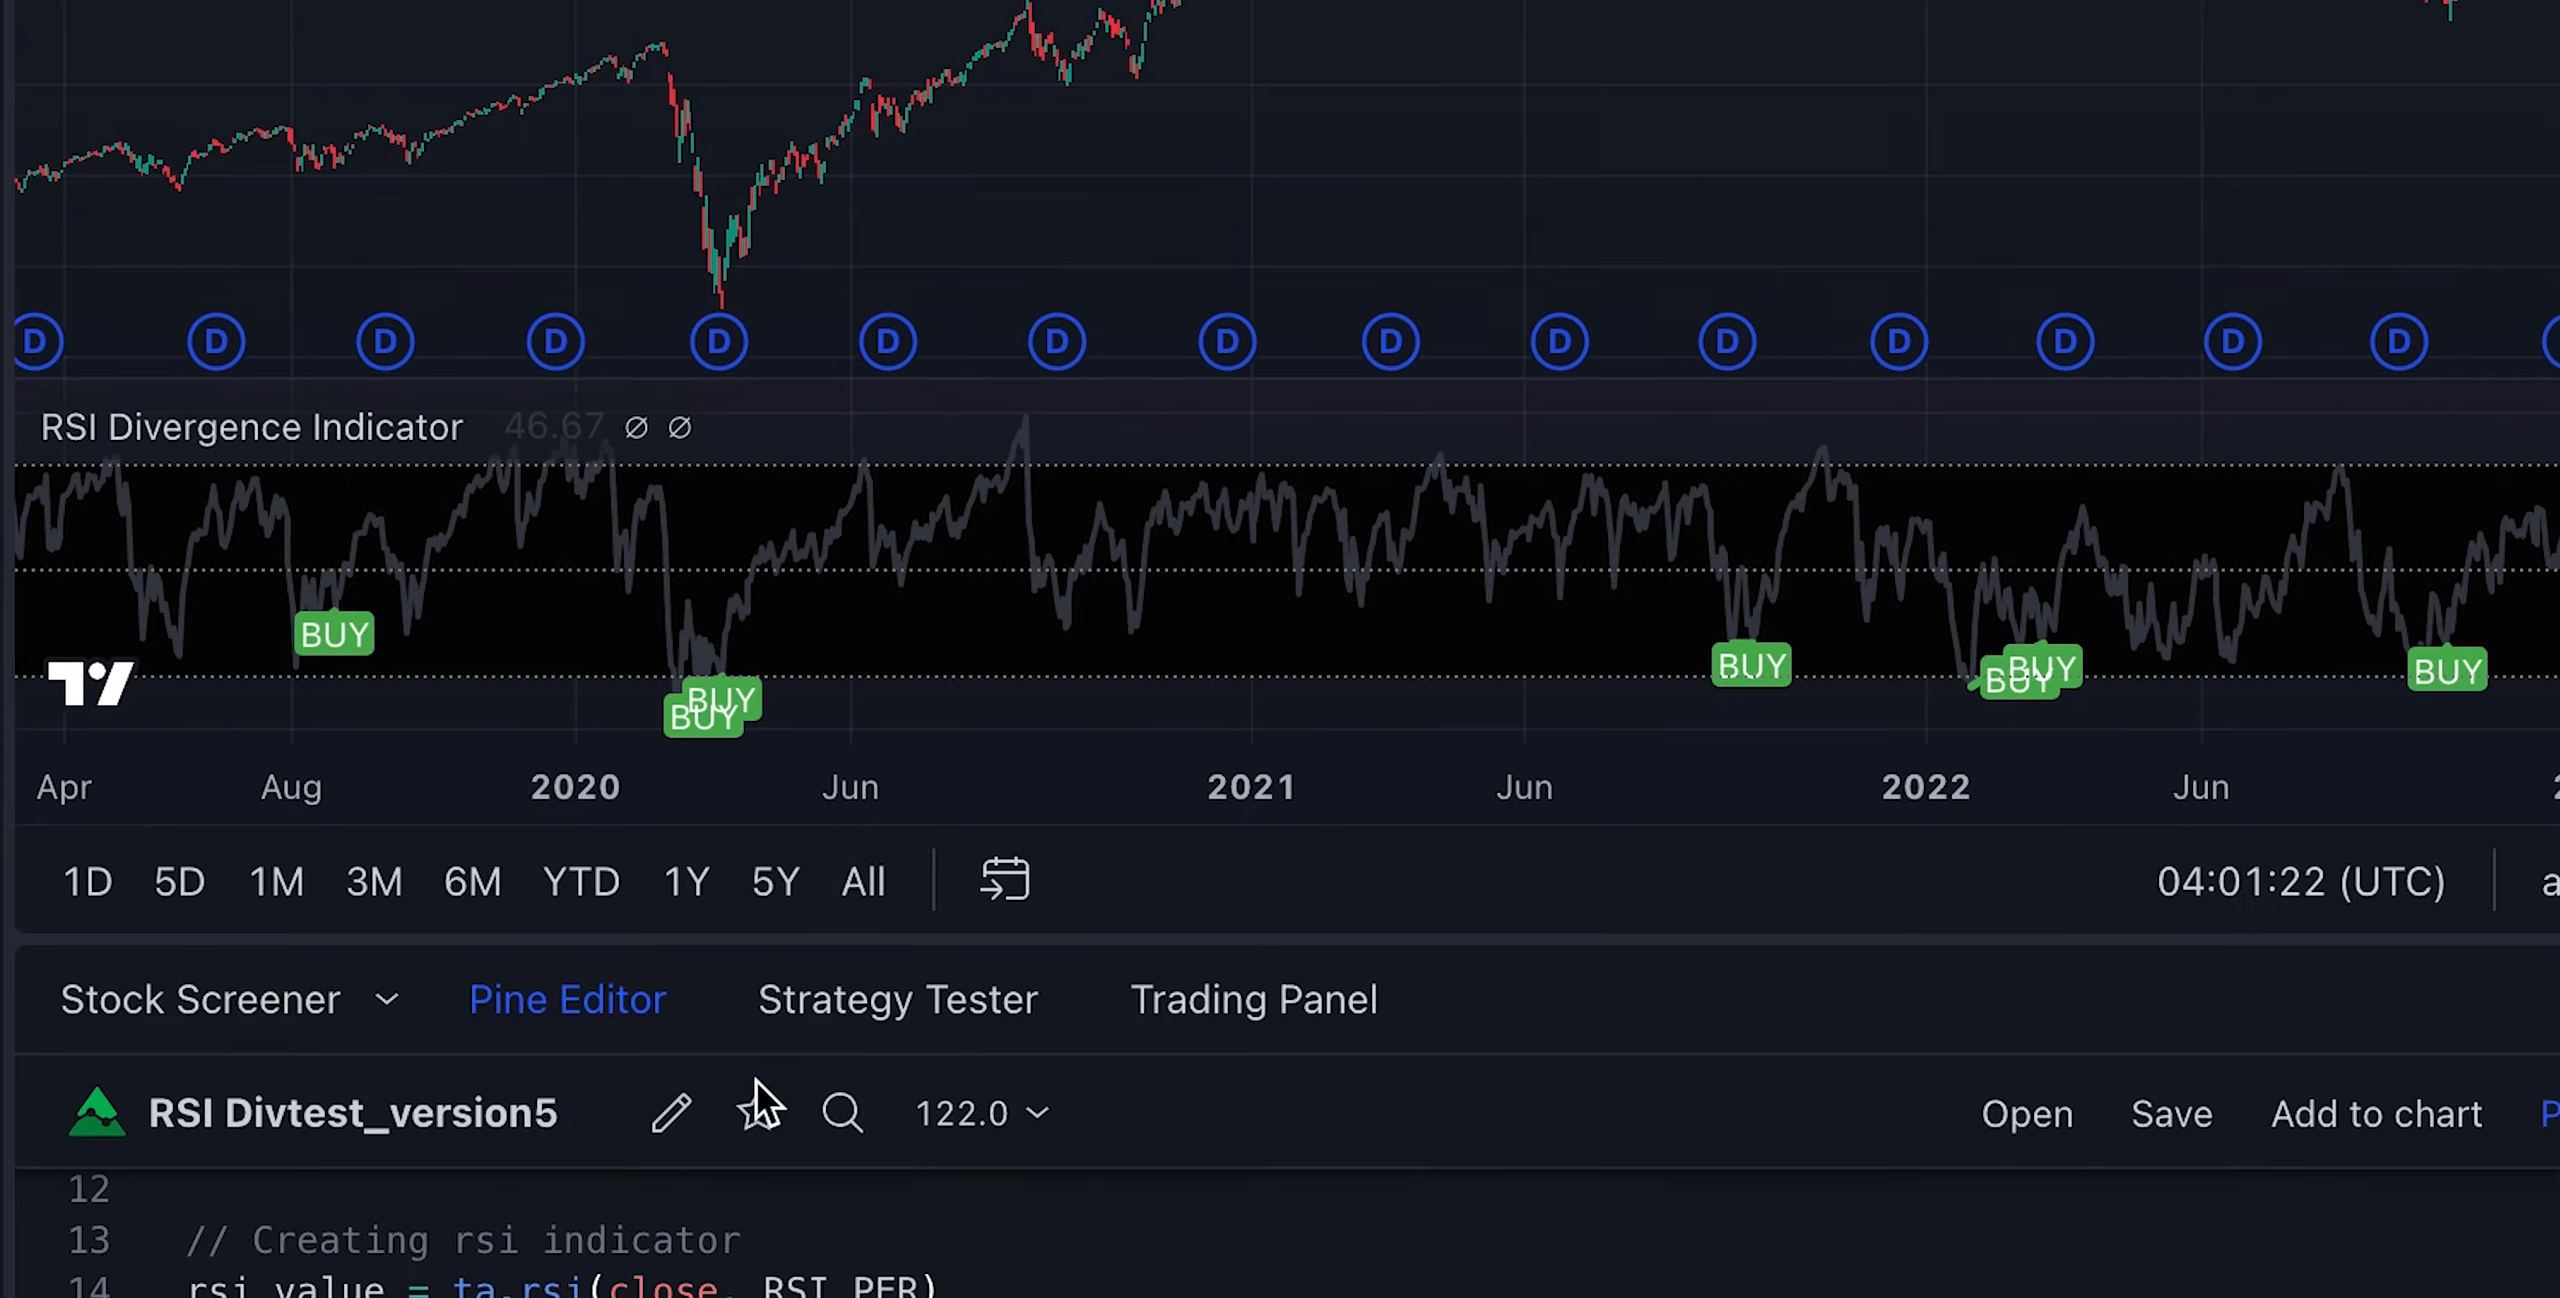 D D D D D D D D D D D D D D D
RSI Divergence Indicator 46.67 ∅ ∅
BUY
BUY
BUY
BUY
BUY
BUY
BUY
Apr Aug 2020 Jun 2021 Jun 2022 Jun
1D 5D 1M 3M 6M YTD 1Y 5Y All 04:01:22 (UTC)
Stock Screener Pine Editor Strategy Tester Trading Panel
RSI Divtest_version5 122.0 Open Save Add to chart
12
13 // Creating rsi indicator
14 rsi_value = ta.rsi(close, RSI_PER)